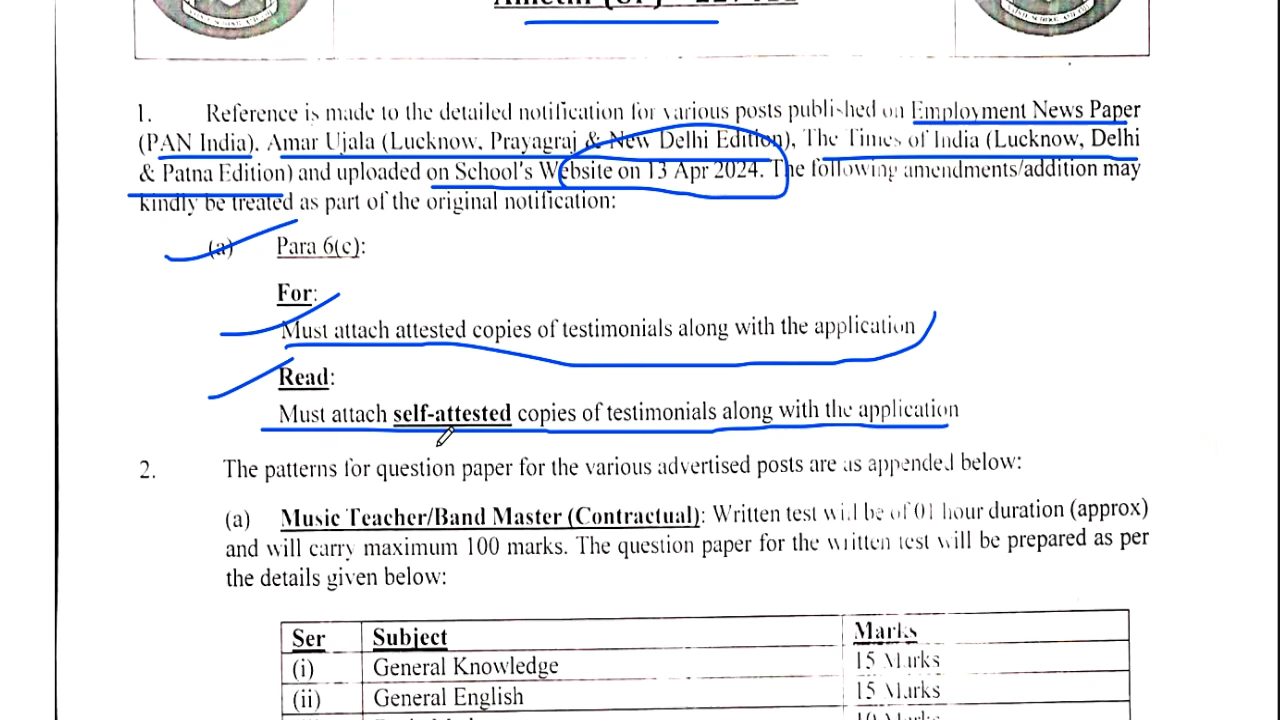 1. Reference is made to the detailed notification for various posts published on Employment News Paper
(PAN India). Amar Ujala (Lucknow, Prayagraj & New Delhi Edition), The Times of India (Lucknow, Delhi
& Patna Edition) and uploaded on School's Website on 13 Apr 2024. The following amendments/addition may
kindly be treated as part of the original notification:
(a) Para 6(c):
For:
Must attach attested copies of testimonials along with the application
Read:
Must attach self-attested copies of testimonials along with the application
2. The patterns for question paper for the various advertised posts are as appended below:
(a) Music Teacher/Band Master (Contractual): Written test will be of 01 hour duration (approx)
and will carry maximum 100 marks. The question paper for the written test will be prepared as per
the details given below:
Ser Subject Marks
(i) General Knowledge 15 Marks
(ii) General English 15 Marks